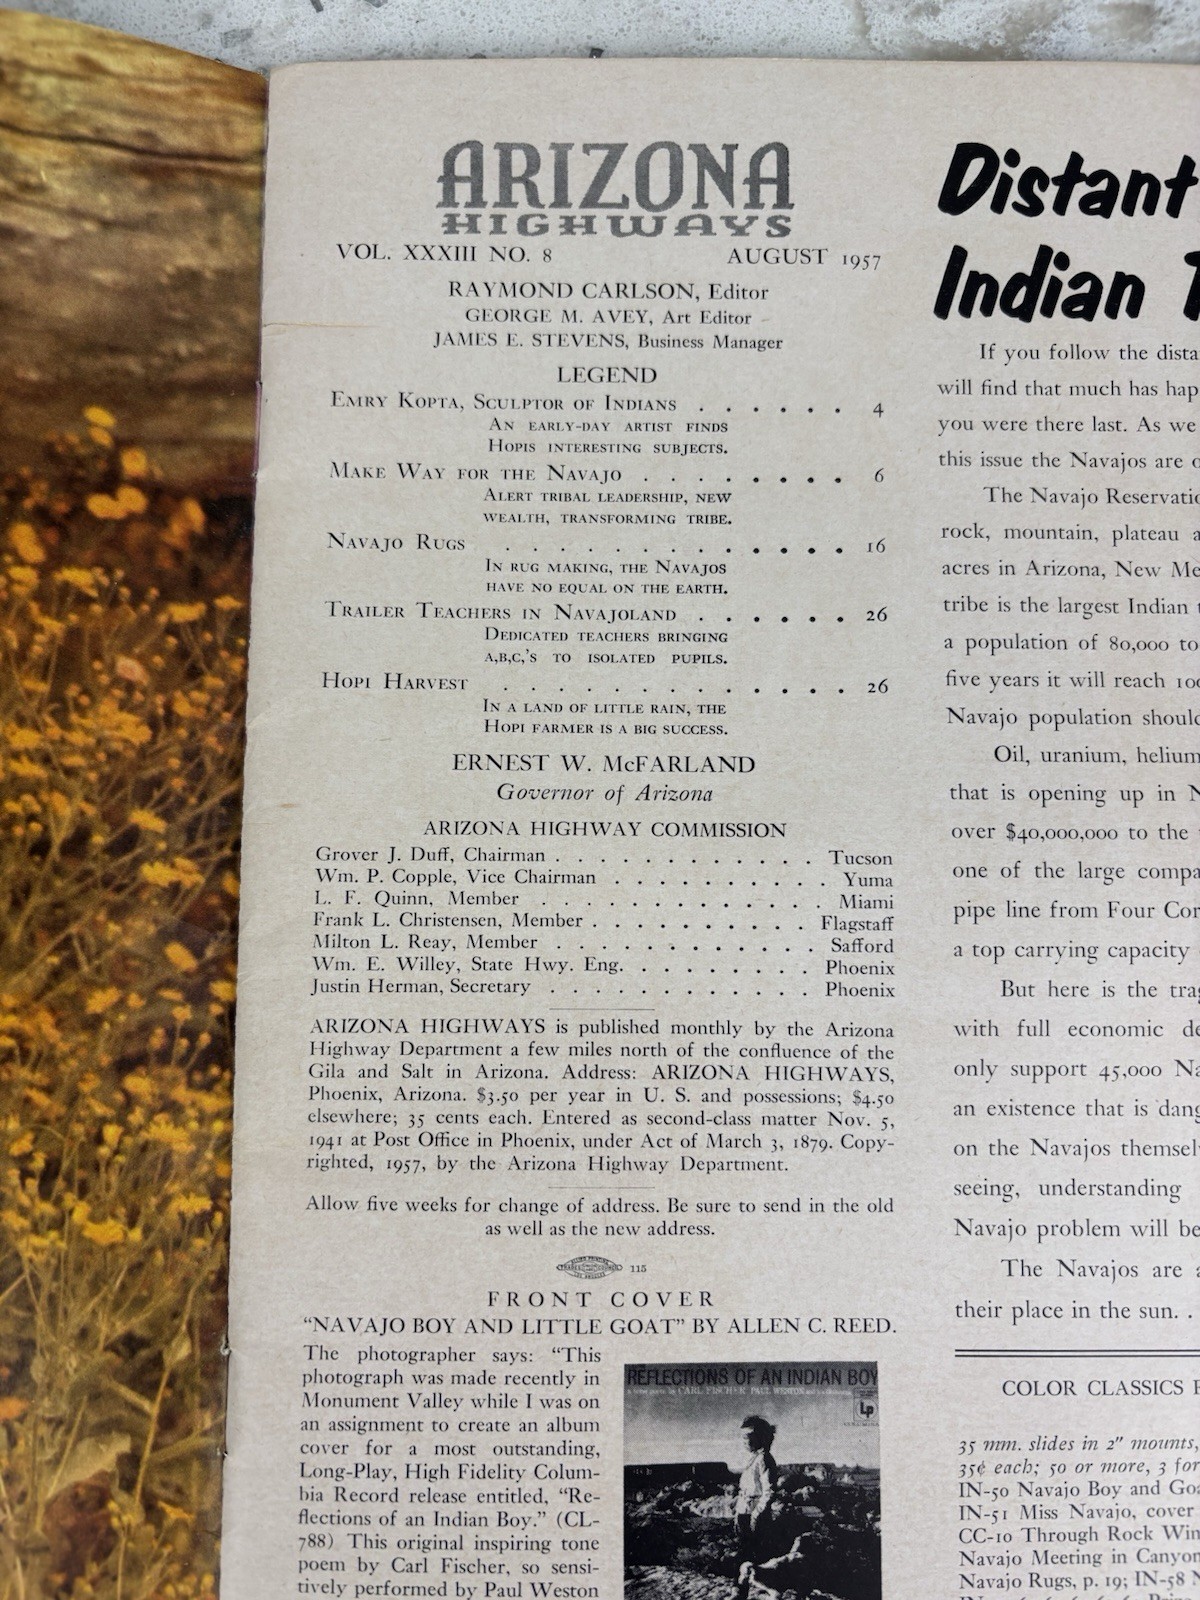 ARIZONA
HIGHWAYS
VOL. XXXIII NO. 8 AUGUST 1957
RAYMOND CARLSON, Editor
GEORGE M. AVEY, Art Editor
JAMES E. STEVENS, Business Manager
LEGEND
EMRY KOPTA, SCULPTOR OF INDIANS . . . . . . 4
AN EARLY-DAY ARTIST FINDS
HOPIS INTERESTING SUBJECTS.
MAKE WAY FOR THE NAVAJO . . . . . . . . 6
ALERT TRIBAL LEADERSHIP, NEW
WEALTH, TRANSFORMING TRIBE.
NAVAJO RUGS . . . . . . . . . . . . . 16
IN RUG MAKING, THE NAVAJOS
HAVE NO EQUAL ON THE EARTH.
TRAILER TEACHERS IN NAVAJOLAND . . . . . . 26
DEDICATED TEACHERS BRINGING
A,B,C,'S TO ISOLATED PUPILS.
HOPI HARVEST . . . . . . . . . . . . . 26
IN A LAND OF LITTLE RAIN, THE
HOPI FARMER IS A BIG SUCCESS.
ERNEST W. McFARLAND
Governor of Arizona
ARIZONA HIGHWAY COMMISSION
Grover J. Duff, Chairman . . . . . . . . . . . . Tucson
Wm. P. Copple, Vice Chairman . . . . . . . . . . Yuma
L. F. Quinn, Member . . . . . . . . . . . . . Miami
Frank L. Christensen, Member . . . . . . . . . . Flagstaff
Milton L. Reay, Member . . . . . . . . . . . . Safford
Wm. E. Willey, State Hwy. Eng. . . . . . . . . Phoenix
Justin Herman, Secretary . . . . . . . . . . . . Phoenix
ARIZONA HIGHWAYS is published monthly by the Arizona
Highway Department a few miles north of the confluence of the
Gila and Salt in Arizona. Address: ARIZONA HIGHWAYS,
Phoenix, Arizona. $3.50 per year in U. S. and possessions; $4.50
elsewhere; 35 cents each. Entered as second-class matter Nov. 5,
1941 at Post Office in Phoenix, under Act of March 3, 1879. Copy-
righted, 1957, by the Arizona Highway Department.
Allow five weeks for change of address. Be sure to send in the old
as well as the new address.
115
FRONT COVER
"NAVAJO BOY AND LITTLE GOAT" BY ALLEN C. REED.
The photographer says: "This
photograph was made recently in
Monument Valley while I was on
an assignment to create an album
cover for a most outstanding,
Long-Play, High Fidelity Colum-
bia Record release entitled, "Re-
flections of an Indian Boy." (CL-
788) This original inspiring tone
poem by Carl Fischer, so sensi-
tively performed by Paul Weston
REFLECTIONS OF AN INDIAN BOY
CARL FISCHER PAUL WESTON
Lp
Distant
Indian
If you follow the dista
will find that much has hap
you were there last. As we
this issue the Navajos are o
The Navajo Reservatio
rock, mountain, plateau a
acres in Arizona, New Me
tribe is the largest Indian t
a population of 80,000 to
five years it will reach 100
Navajo population should
Oil, uranium, helium
that is opening up in N
over $40,000,000 to the
one of the large compa
pipe line from Four Cor
a top carrying capacity
But here is the trag
with full economic de
only support 45,000 Na
an existence that is dang
on the Navajos themselv
seeing, understanding
Navajo problem will be
The Navajos are a
their place in the sun. .
COLOR CLASSICS F
35 mm. slides in 2" mounts,
35¢ each; 50 or more, 3 for
IN-50 Navajo Boy and Goa
IN-51 Miss Navajo, cover
CC-10 Through Rock Win
Navajo Meeting in Canyon
Navajo Rugs, p. 19; IN-58 N